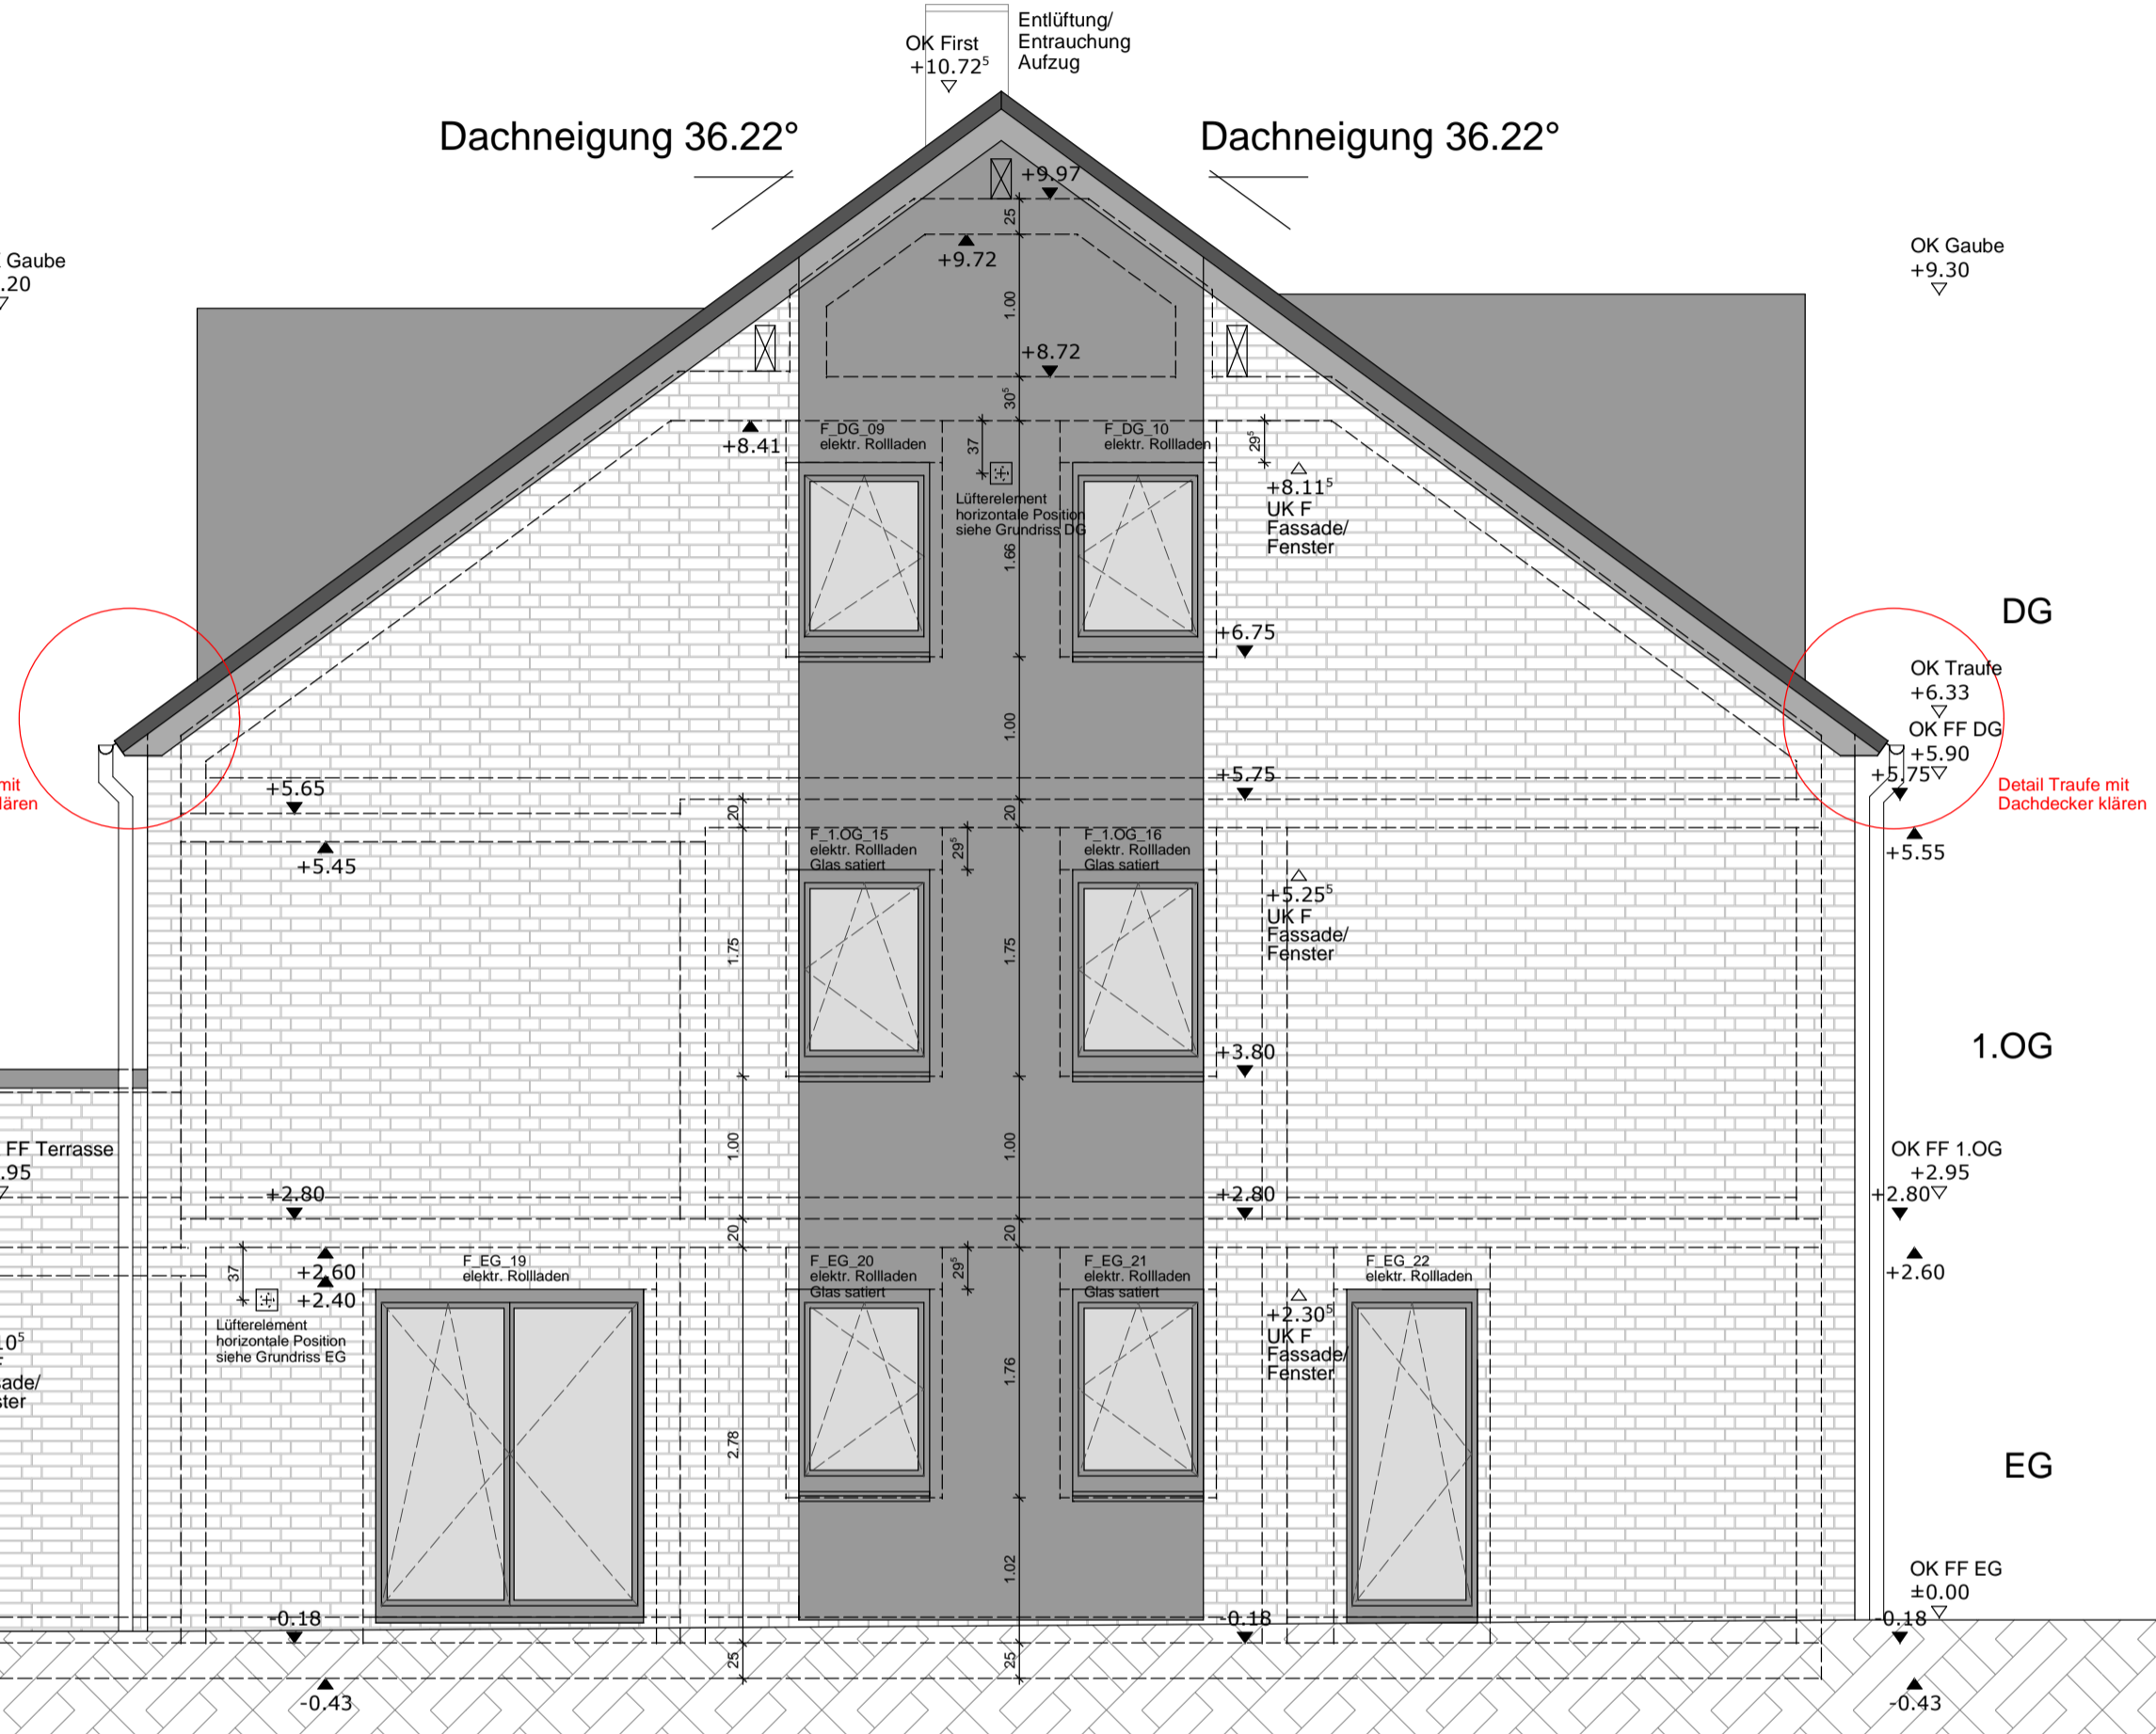 Entlüftung/
Entrauchung
Aufzug
OK First
+10.72⁵
Dachneigung 36.22°
Dachneigung 36.22°
+9.97
25
+9.72
Gaube
.20
OK Gaube
+9.30
1.00
+8.72
30⁵
+8.41
F_DG_09
elektr. Rollladen
37
F_DG_10
elektr. Rollladen
29⁵
Lüfterelement
horizontale Position
siehe Grundriss DG
+8.11⁵
UK F
Fassade/
Fenster
1.66
DG
+6.75
OK Traufe
+6.33
OK FF DG
+5.90
1.00
+5.75
+5.75
mit
lären
Detail Traufe mit
Dachdecker klären
+5.65
20
20
+5.45
F_1.OG_15
elektr. Rollladen
Glas satiert
29⁵
F_1.OG_16
elektr. Rollladen
Glas satiert
+5.55
+5.25⁵
UK F
Fassade/
Fenster
1.75
1.75
1.OG
+3.80
FF Terrasse
.95
1.00
1.00
OK FF 1.OG
+2.95
+2.80
+2.80
+2.80
20
20
37
+2.60
+2.40
F_EG_19
elektr. Rollladen
F_EG_20
elektr. Rollladen
Glas satiert
29⁵
F_EG_21
elektr. Rollladen
Glas satiert
F_EG_22
elektr. Rollladen
+2.60
Lüfterelement
horizontale Position
siehe Grundriss EG
+2.30⁵
UK F
Fassade/
Fenster
0⁵
ade/
ster
1.76
2.78
EG
1.02
OK FF EG
±0.00
-0.18
-0.18
-0.18
25
25
-0.43
-0.43